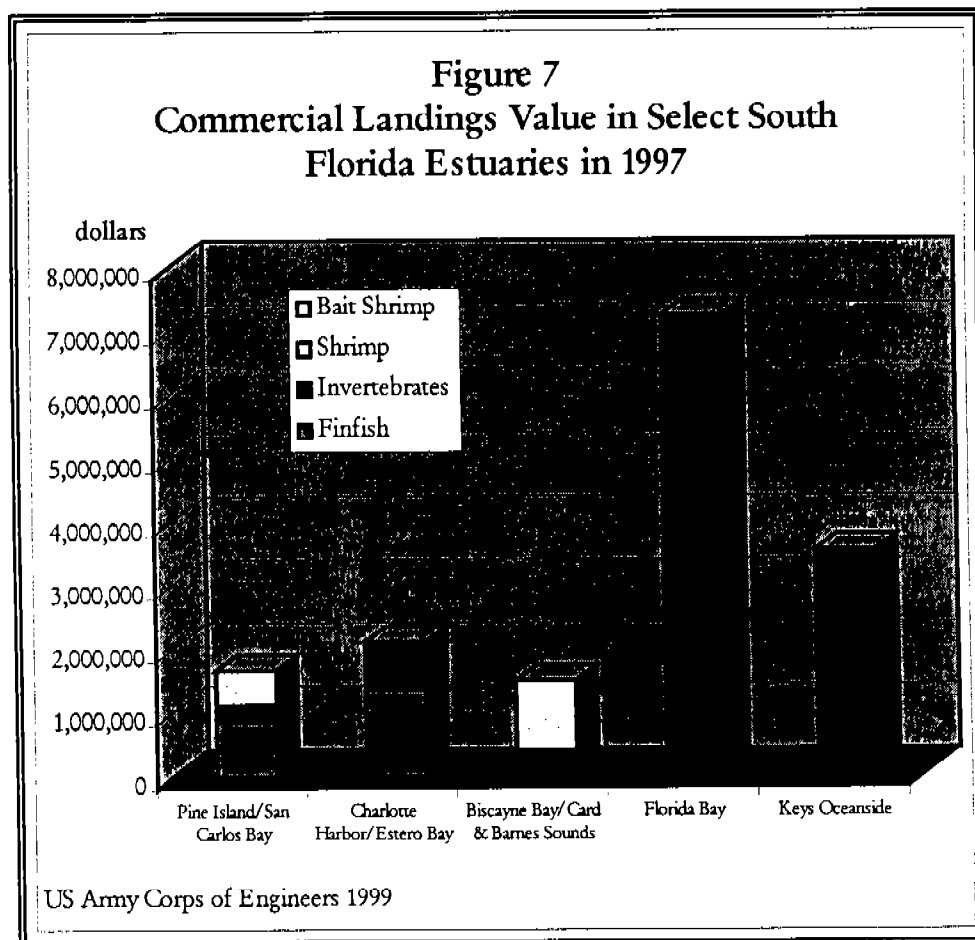 Figure 7
Commercial Landings Value in Select South
Florida Estuaries in 1997
dollars
8,000,000
7,000,000
6,000,000
5,000,000
4,000,000
3,000,000
2,000,000
1,000,000
0
Bait Shrimp
Shrimp
Invertebrates
Finfish
Pine Island/San
Carlos Bay
Charlotte
Harbor/Estero Bay
Biscayne Bay/Card
& Barnes Sounds
Florida Bay
Keys Oceanside
US Army Corps of Engineers 1999